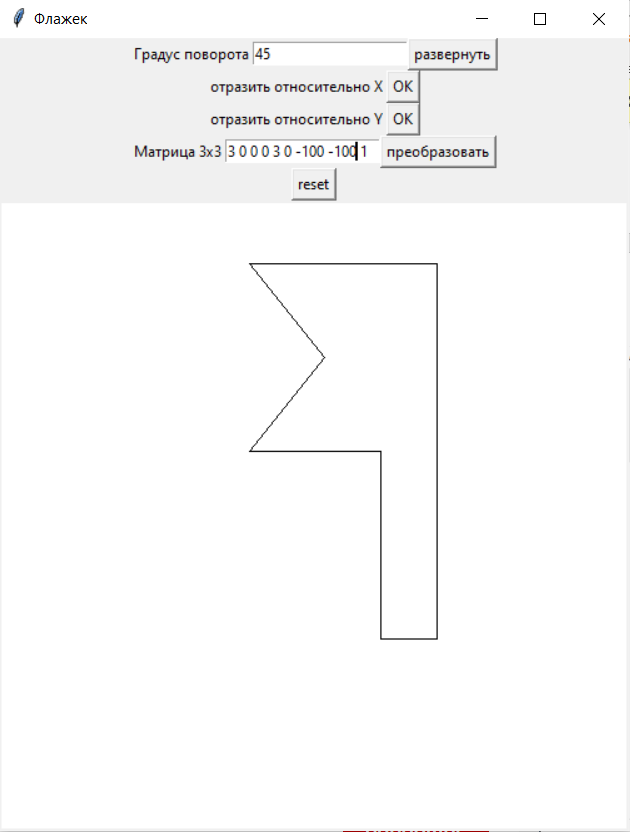 Флажек
Градус поворота 45 развернуть
отразить относительно X OK
отразить относительно Y OK
Матрица 3x3 3 0 0 0 3 0 -100 -100 1 преобразовать
reset